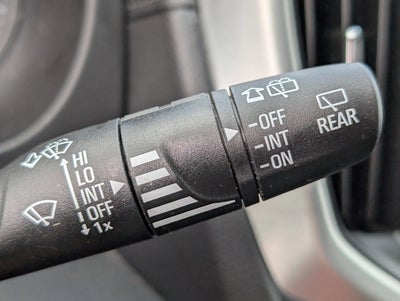 HI
LO
INT
OFF
1x
-OFF
-INT
-ON
REAR